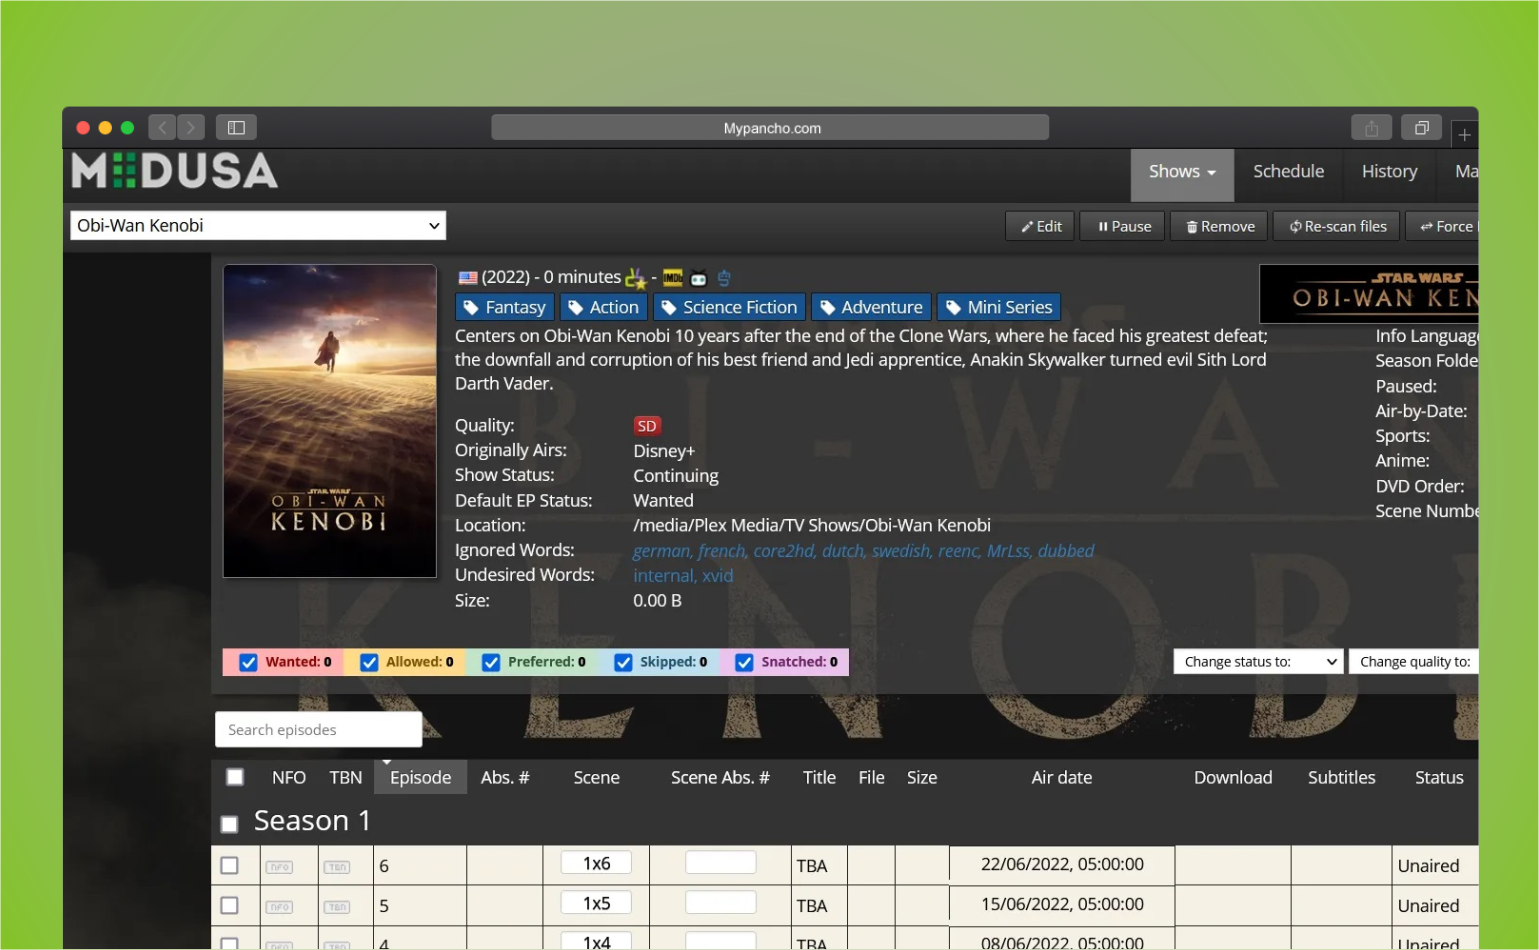 Mypancho.com
MEDUSA
Shows
Schedule
History
Ma
Obi-Wan Kenobi
Edit
Pause
Remove
Re-scan files
Force
(2022) - 0 minutes - IMDb
STAR WARS
OBI-WAN KEN
Fantasy
Action
Science Fiction
Adventure
Mini Series
Centers on Obi-Wan Kenobi 10 years after the end of the Clone Wars, where he faced his greatest defeat;
the downfall and corruption of his best friend and Jedi apprentice, Anakin Skywalker turned evil Sith Lord
Darth Vader.
STAR WARS
OBI-WAN
KENOBI
Quality: SD
Originally Airs: Disney+
Show Status: Continuing
Default EP Status: Wanted
Location: /media/Plex Media/TV Shows/Obi-Wan Kenobi
Ignored Words: german, french, core2hd, dutch, swedish, reenc, MrLss, dubbed
Undesired Words: internal, xvid
Size: 0.00 B
Info Language
Season Folde
Paused:
Air-by-Date:
Sports:
Anime:
DVD Order:
Scene Numbe
BI-WAN
KENOBI
Wanted: 0
Allowed: 0
Preferred: 0
Skipped: 0
Snatched: 0
Change status to:
Change quality to:
Search episodes
NFO TBN Episode Abs. # Scene Scene Abs. # Title File Size Air date Download Subtitles Status
Season 1
NFO TBN 6 1x6 TBA 22/06/2022, 05:00:00 Unaired
NFO TBN 5 1x5 TBA 15/06/2022, 05:00:00 Unaired
NFO TBN 4 1x4 TBA 08/06/2022, 05:00:00 Unaired